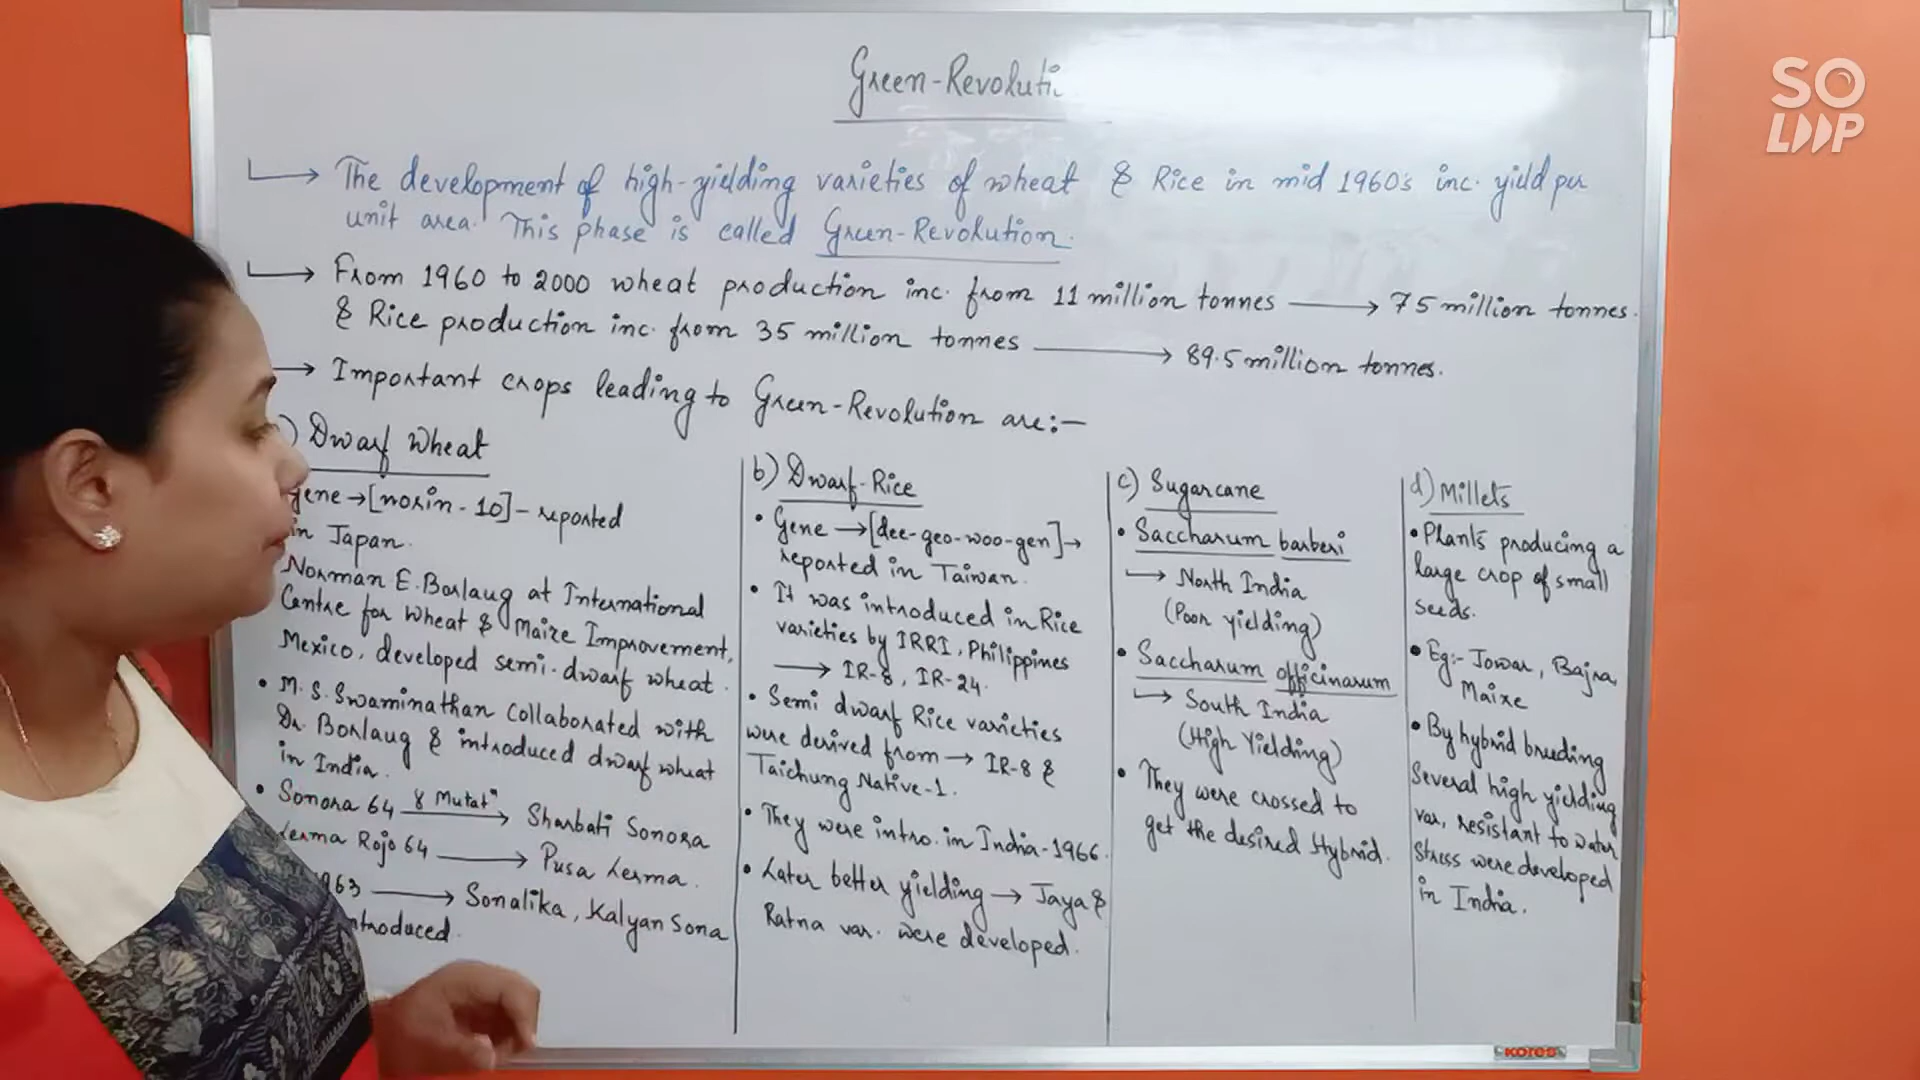 Green-Revoluti
SO
LOOP
The development of high-yielding varieties of wheat & Rice in mid 1960's inc. yield per
unit area. This phase is called Green-Revolution.
From 1960 to 2000 wheat production inc. from 11 million tonnes → 75 million tonnes.
& Rice production inc. from 35 million tonnes → 89.5 million tonnes.
→ Important crops leading to Green-Revolution are:-
) Dwarf Wheat
gene → [norin-10] - reported
in Japan.
Norman E. Borlaug at International
Centre for Wheat & Maize Improvement,
Mexico, developed semi-dwarf wheat.
• M.S. Swaminathan collaborated with
Dr. Borlaug & introduced dwarf wheat
in India.
• Sonora 64 → Sharbati Sonora
Lerma Rojo 64 → Pusa Lerma.
963 → Sonalika, Kalyan Sona
introduced.
b) Dwarf-Rice
• Gene → [dee-geo-woo-gen] →
reported in Taiwan.
• It was introduced in Rice
varieties by IRRI, Philippines
→ IR-8, IR-24.
• Semi dwarf Rice varieties
were derived from → IR-8 &
Taichung Native-1.
• They were intro. in India-1966.
• Later better yielding → Jaya &
Ratna var. were developed.
c) Sugarcane
• Saccharum barberi
→ North India
(Poor yielding)
• Saccharum officinarum
→ South India
(High Yielding)
• They were crossed to
get the desired Hybrid.
d) Millets
• Plants producing a
large crop of small
seeds.
• Eg:- Jowar, Bajra,
Maize
• By hybrid breeding
Several high yielding
var, resistant to water
stress were developed
in India.
kores